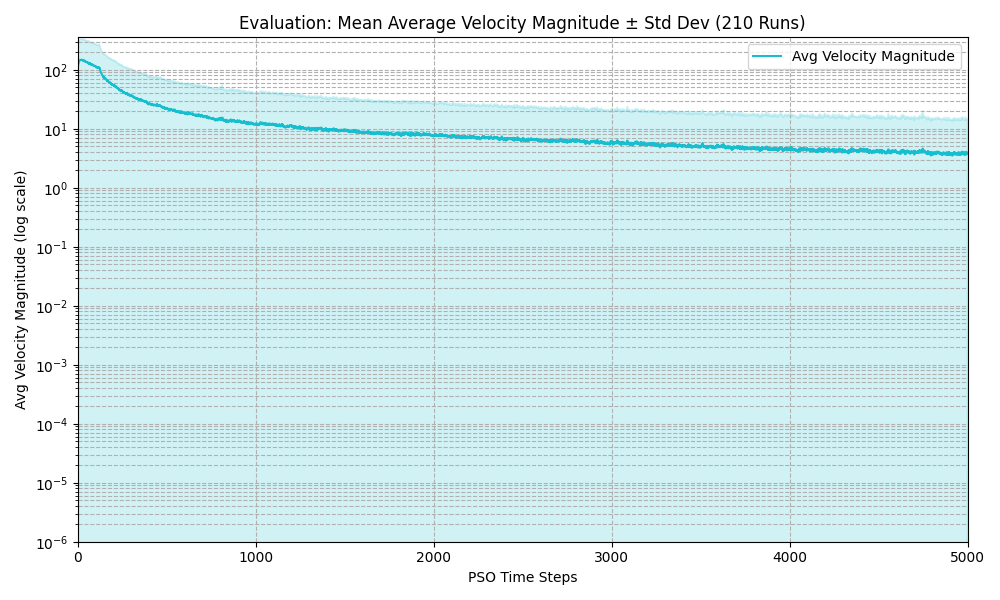 Evaluation: Mean Average Velocity Magnitude ± Std Dev (210 Runs)
Avg Velocity Magnitude
Avg Velocity Magnitude (log scale)
10²
10¹
10⁰
10⁻¹
10⁻²
10⁻³
10⁻⁴
10⁻⁵
10⁻⁶
0 1000 2000 3000 4000 5000
PSO Time Steps